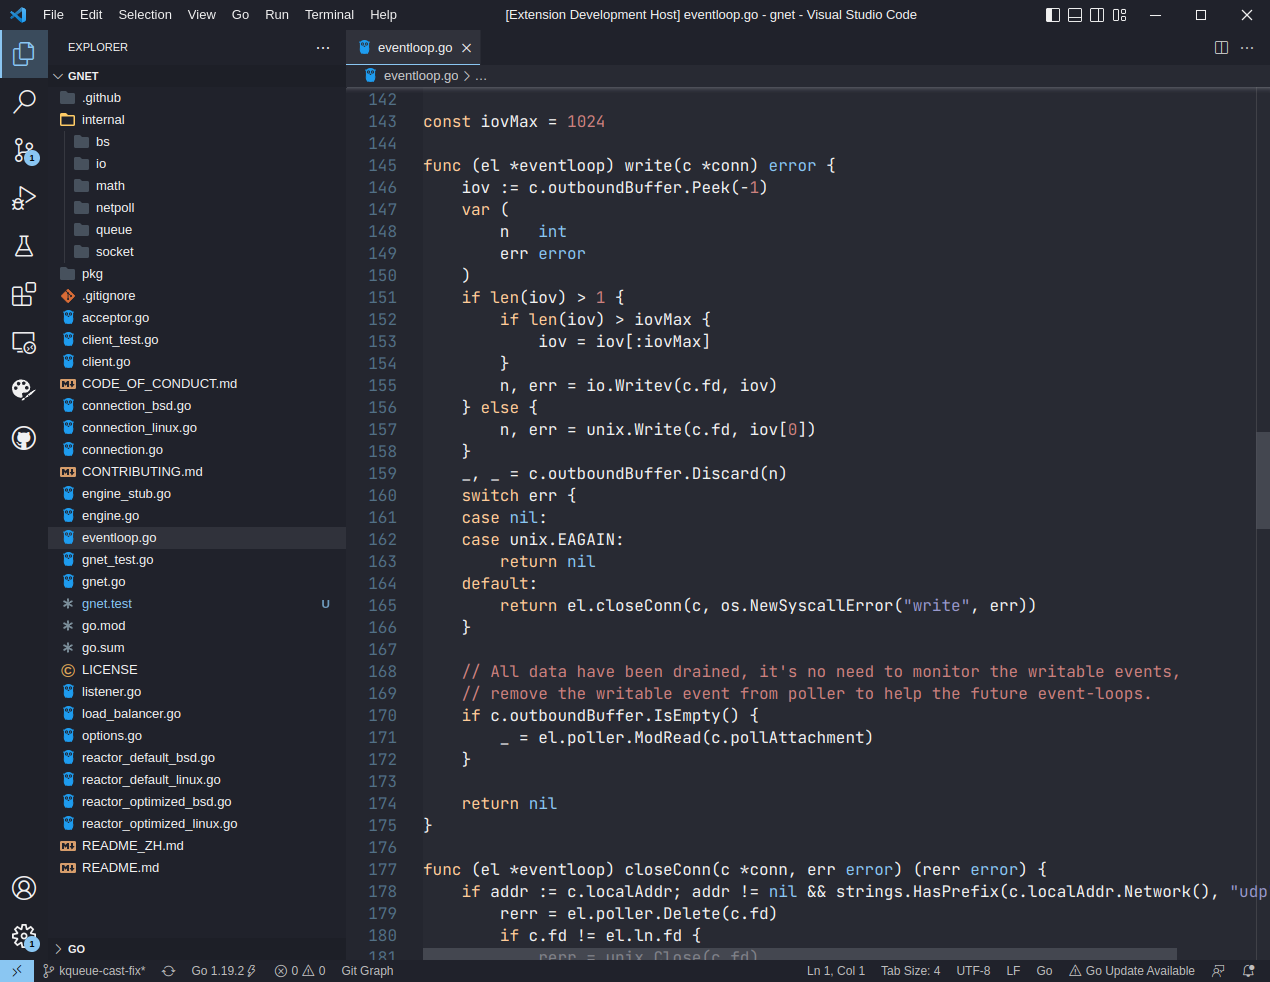 File Edit Selection View Go Run Terminal Help [Extension Development Host] eventloop.go - gnet - Visual Studio Code
EXPLORER
GNET
.github
internal
bs
io
math
netpoll
queue
socket
pkg
.gitignore
acceptor.go
client_test.go
client.go
CODE_OF_CONDUCT.md
connection_bsd.go
connection_linux.go
connection.go
CONTRIBUTING.md
engine_stub.go
engine.go
eventloop.go
gnet_test.go
gnet.go
gnet.test U
go.mod
go.sum
LICENSE
listener.go
load_balancer.go
options.go
reactor_default_bsd.go
reactor_default_linux.go
reactor_optimized_bsd.go
reactor_optimized_linux.go
README_ZH.md
README.md
GO
1
1
eventloop.go
eventloop.go > …
142
143 const iovMax = 1024
144
145 func (el *eventloop) write(c *conn) error {
146 iov := c.outboundBuffer.Peek(-1)
147 var (
148 n int
149 err error
150 )
151 if len(iov) > 1 {
152 if len(iov) > iovMax {
153 iov = iov[:iovMax]
154 }
155 n, err = io.Writev(c.fd, iov)
156 } else {
157 n, err = unix.Write(c.fd, iov[0])
158 }
159 _, _ = c.outboundBuffer.Discard(n)
160 switch err {
161 case nil:
162 case unix.EAGAIN:
163 return nil
164 default:
165 return el.closeConn(c, os.NewSyscallError("write", err))
166 }
167
168 // All data have been drained, it's no need to monitor the writable events,
169 // remove the writable event from poller to help the future event-loops.
170 if c.outboundBuffer.IsEmpty() {
171 _ = el.poller.ModRead(c.pollAttachment)
172 }
173
174 return nil
175 }
176
177 func (el *eventloop) closeConn(c *conn, err error) (rerr error) {
178 if addr := c.localAddr; addr != nil && strings.HasPrefix(c.localAddr.Network(), "udp
179 rerr = el.poller.Delete(c.fd)
180 if c.fd != el.ln.fd {
181 rerr = unix.Close(c.fd)
kqueue-cast-fix* Go 1.19.2 0 0 Git Graph Ln 1, Col 1 Tab Size: 4 UTF-8 LF Go Go Update Available